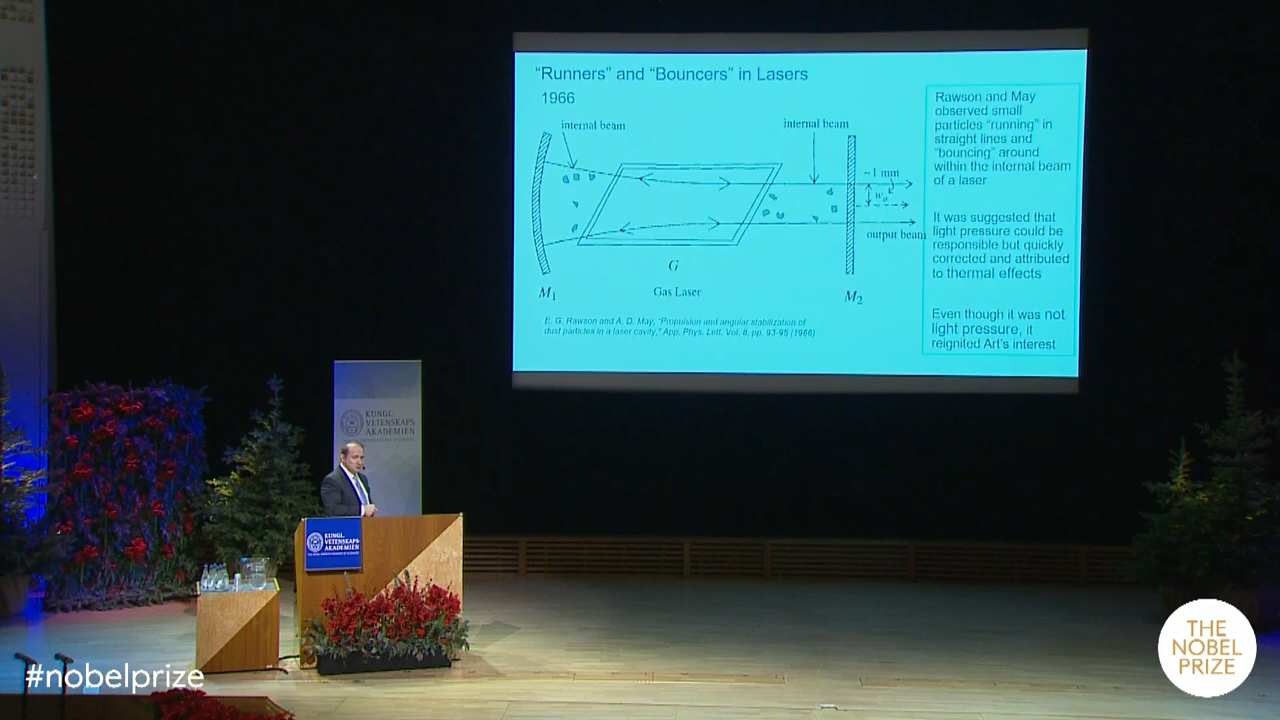 "Runners" and "Bouncers" in Lasers
1966
internal beam
internal beam
~1 mm
w₀
output beam
G
Gas Laser
M₁
M₂
E. G. Rawson and A. D. May, "Propulsion and angular stabilization of
dust particles in a laser cavity," App. Phys. Lett. Vol. 8, pp. 93-95 (1966)
Rawson and May
observed small
particles "running" in
straight lines and
"bouncing" around
within the internal beam
of a laser
It was suggested that
light pressure could be
responsible but quickly
corrected and attributed
to thermal effects
Even though it was not
light pressure, it
reignited Art's interest
KUNGL.
VETENSKAPS
AKADEMIEN
KUNGL.
VETENSKAPS
AKADEMIEN
#nobelprize
THE
NOBEL
PRIZE